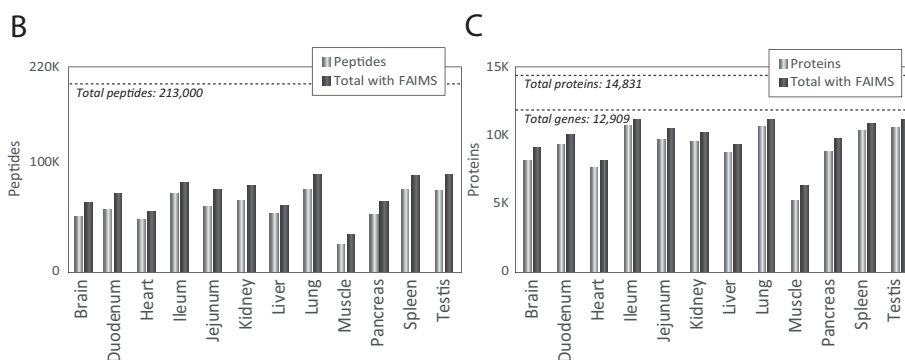 B
220K
100K
0
Peptides
Peptides
Total with FAIMS
Total peptides: 213,000
Brain
Duodenum
Heart
Ileum
Jejunum
Kidney
Liver
Lung
Muscle
Pancreas
Spleen
Testis
C
15K
10K
5K
0
Proteins
Proteins
Total with FAIMS
Total proteins: 14,831
Total genes: 12,909
Brain
Duodenum
Heart
Ileum
Jejunum
Kidney
Liver
Lung
Muscle
Pancreas
Spleen
Testis